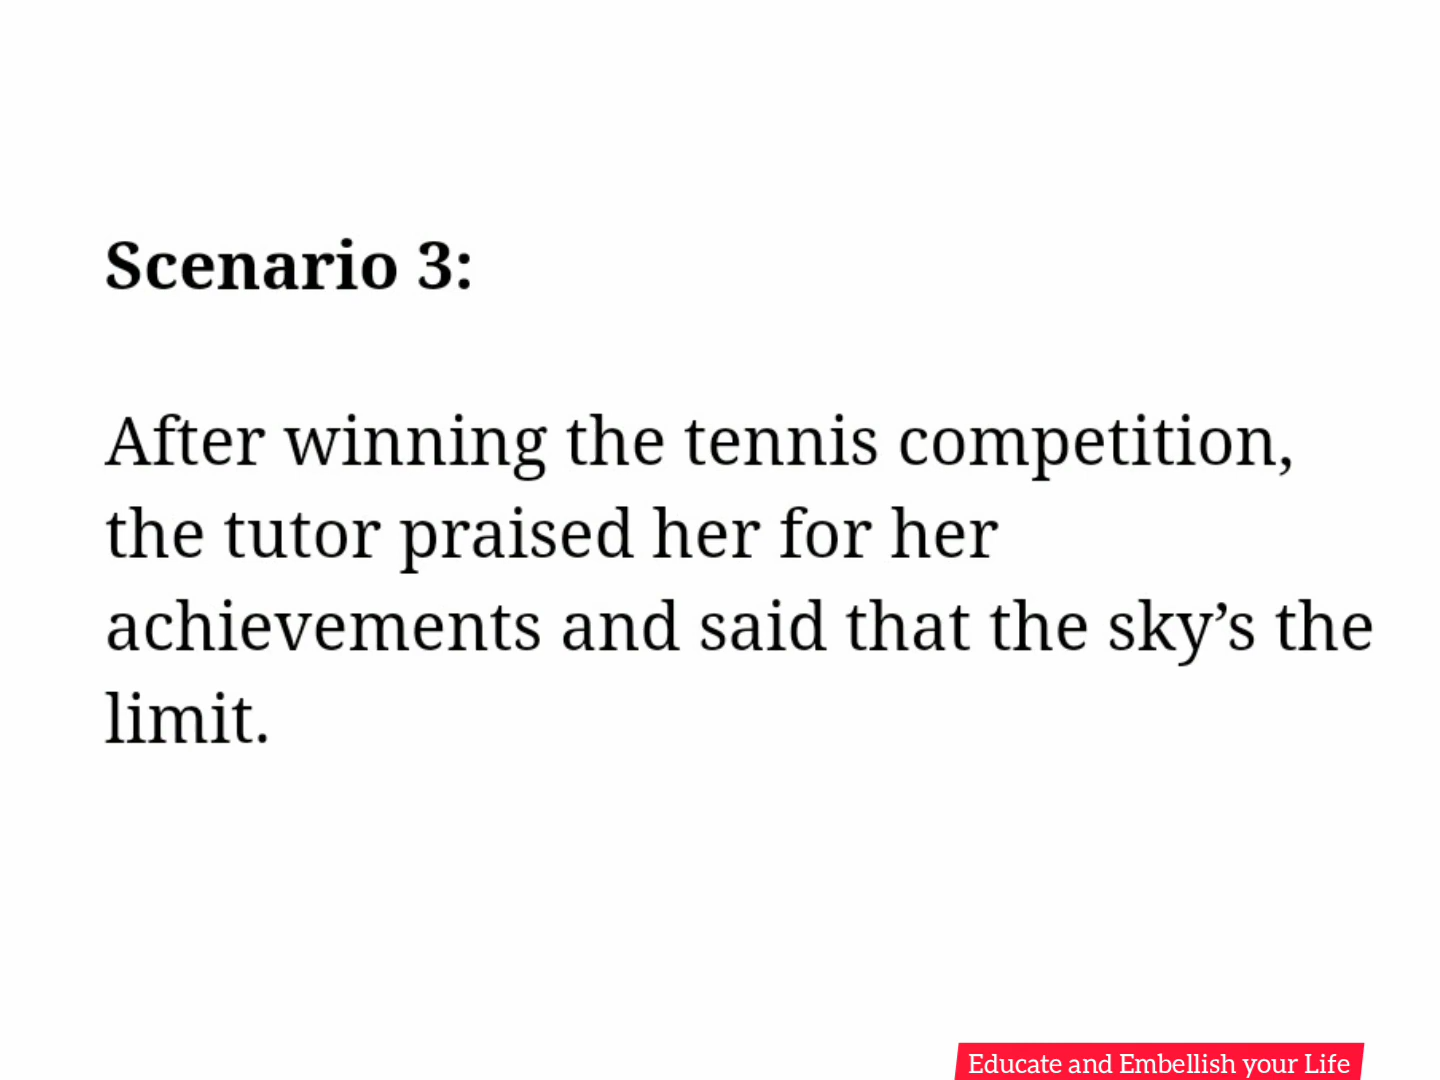 Scenario 3:
After winning the tennis competition,
the tutor praised her for her
achievements and said that the sky’s the
limit.
Educate and Embellish your Life